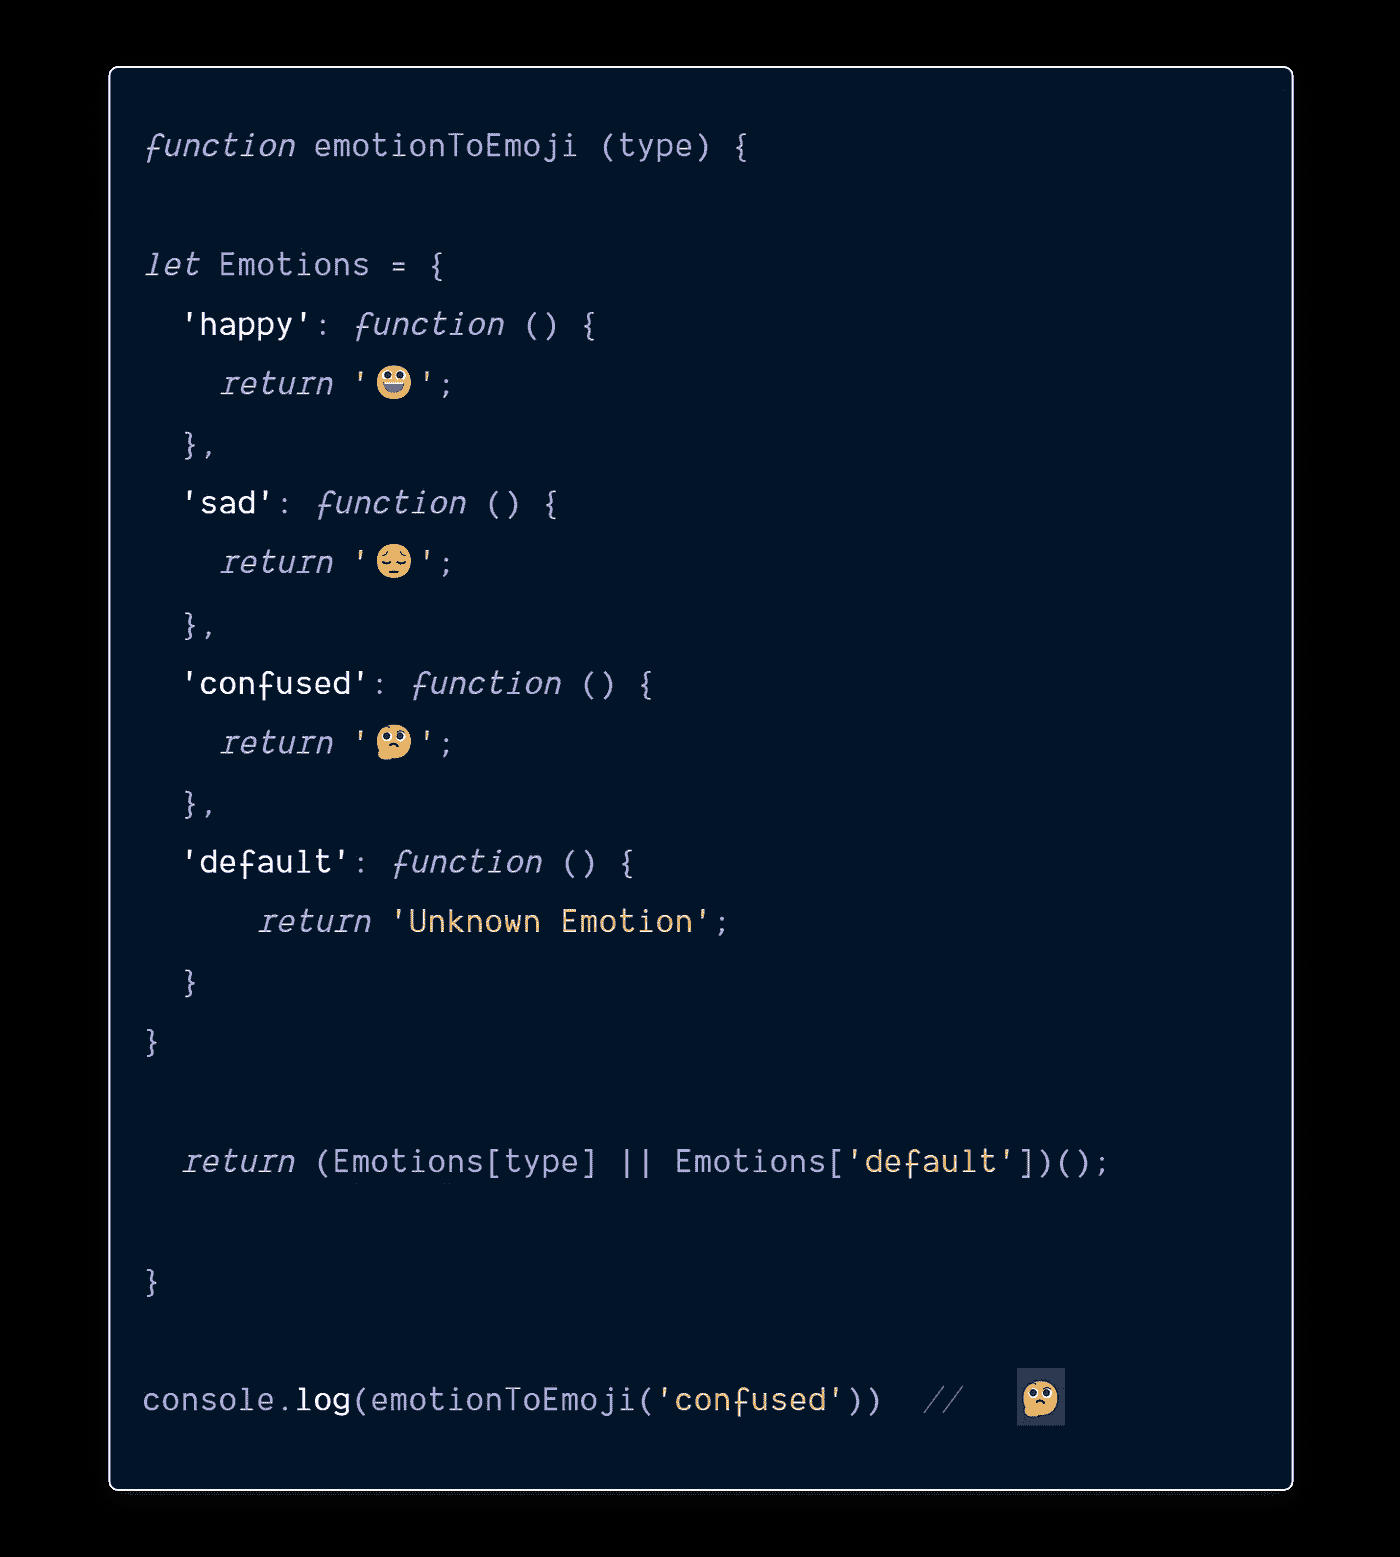 function emotionToEmoji (type) {
let Emotions = {
'happy': function () {
return '😀';
},
'sad': function () {
return '😔';
},
'confused': function () {
return '🤔';
},
'default': function () {
return 'Unknown Emotion';
}
}
return (Emotions[type] || Emotions['default'])();
}
console.log(emotionToEmoji('confused')) // 🤔